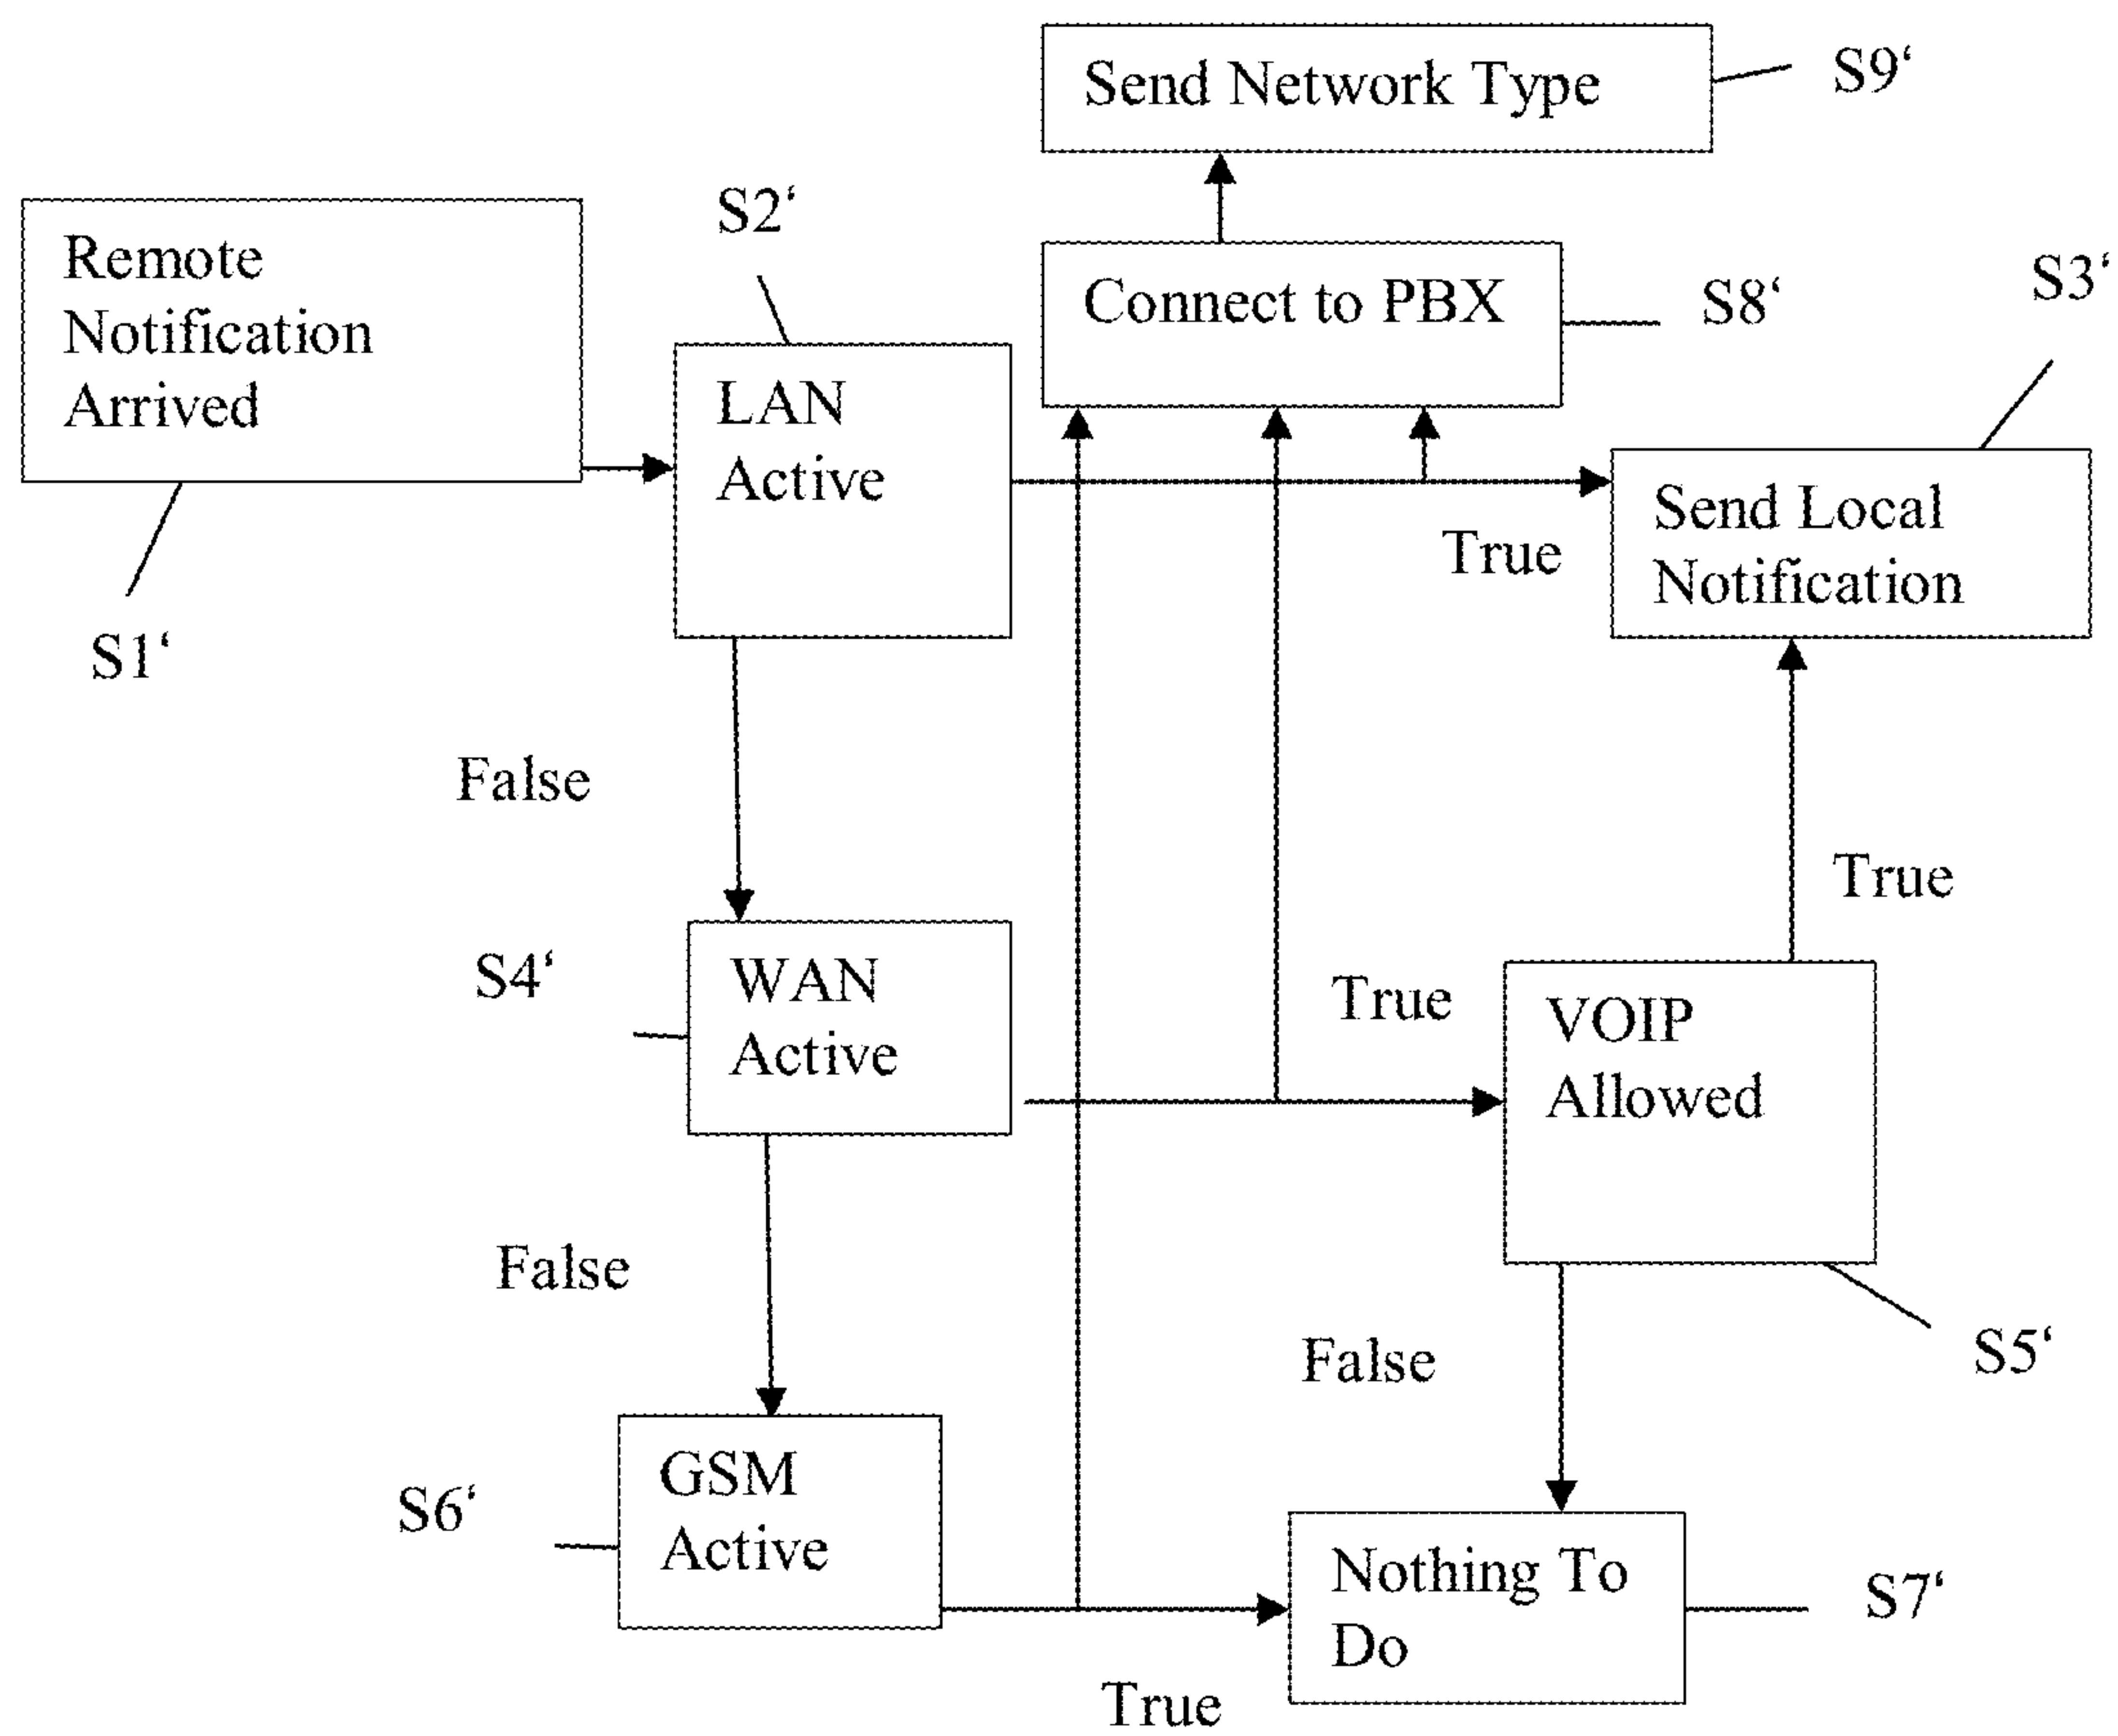 Send Network Type
S9‘
Remote
Notification
Arrived
S1‘
S2‘
LAN
Active
Connect to PBX
S8‘
S3‘
Send Local
Notification
True
False
True
S4‘
WAN
Active
True
VOIP
Allowed
S5‘
False
False
S6‘
GSM
Active
True
Nothing To
Do
S7‘